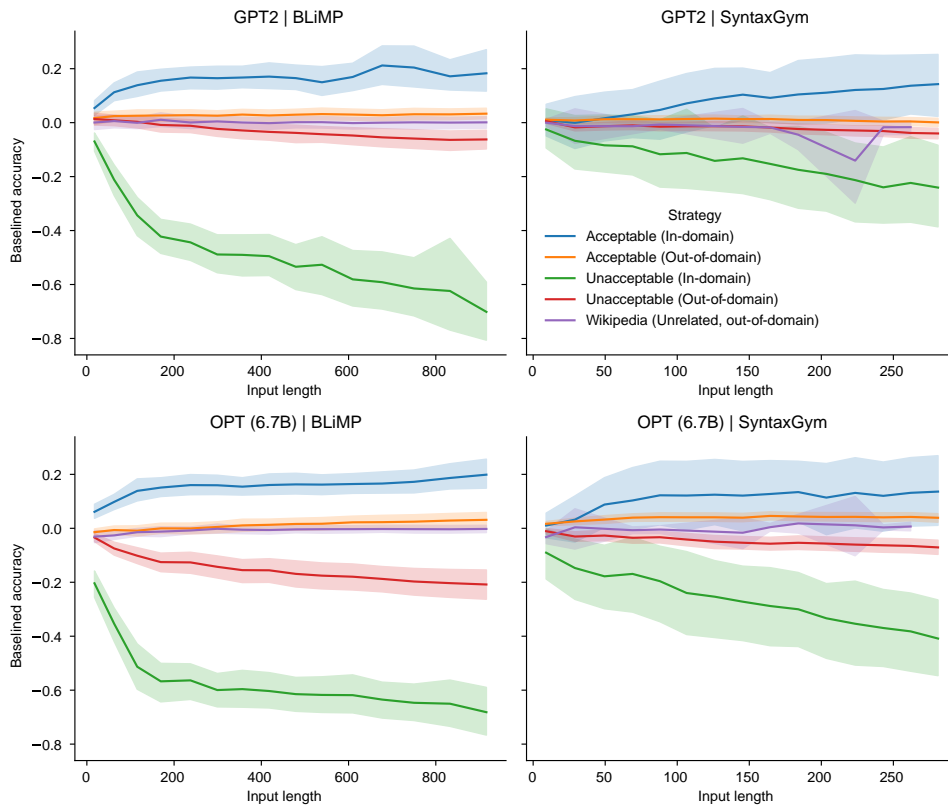 GPT2 | BLiMP
0.2
0.0
−0.2
−0.4
−0.6
−0.8
Baselined accuracy
0
200
400
600
800
Input length
GPT2 | SyntaxGym
Strategy
Acceptable (In-domain)
Acceptable (Out-of-domain)
Unacceptable (In-domain)
Unacceptable (Out-of-domain)
Wikipedia (Unrelated, out-of-domain)
0
50
100
150
200
250
Input length
OPT (6.7B) | BLiMP
0.2
0.0
−0.2
−0.4
−0.6
−0.8
Baselined accuracy
0
200
400
600
800
Input length
OPT (6.7B) | SyntaxGym
0
50
100
150
200
250
Input length